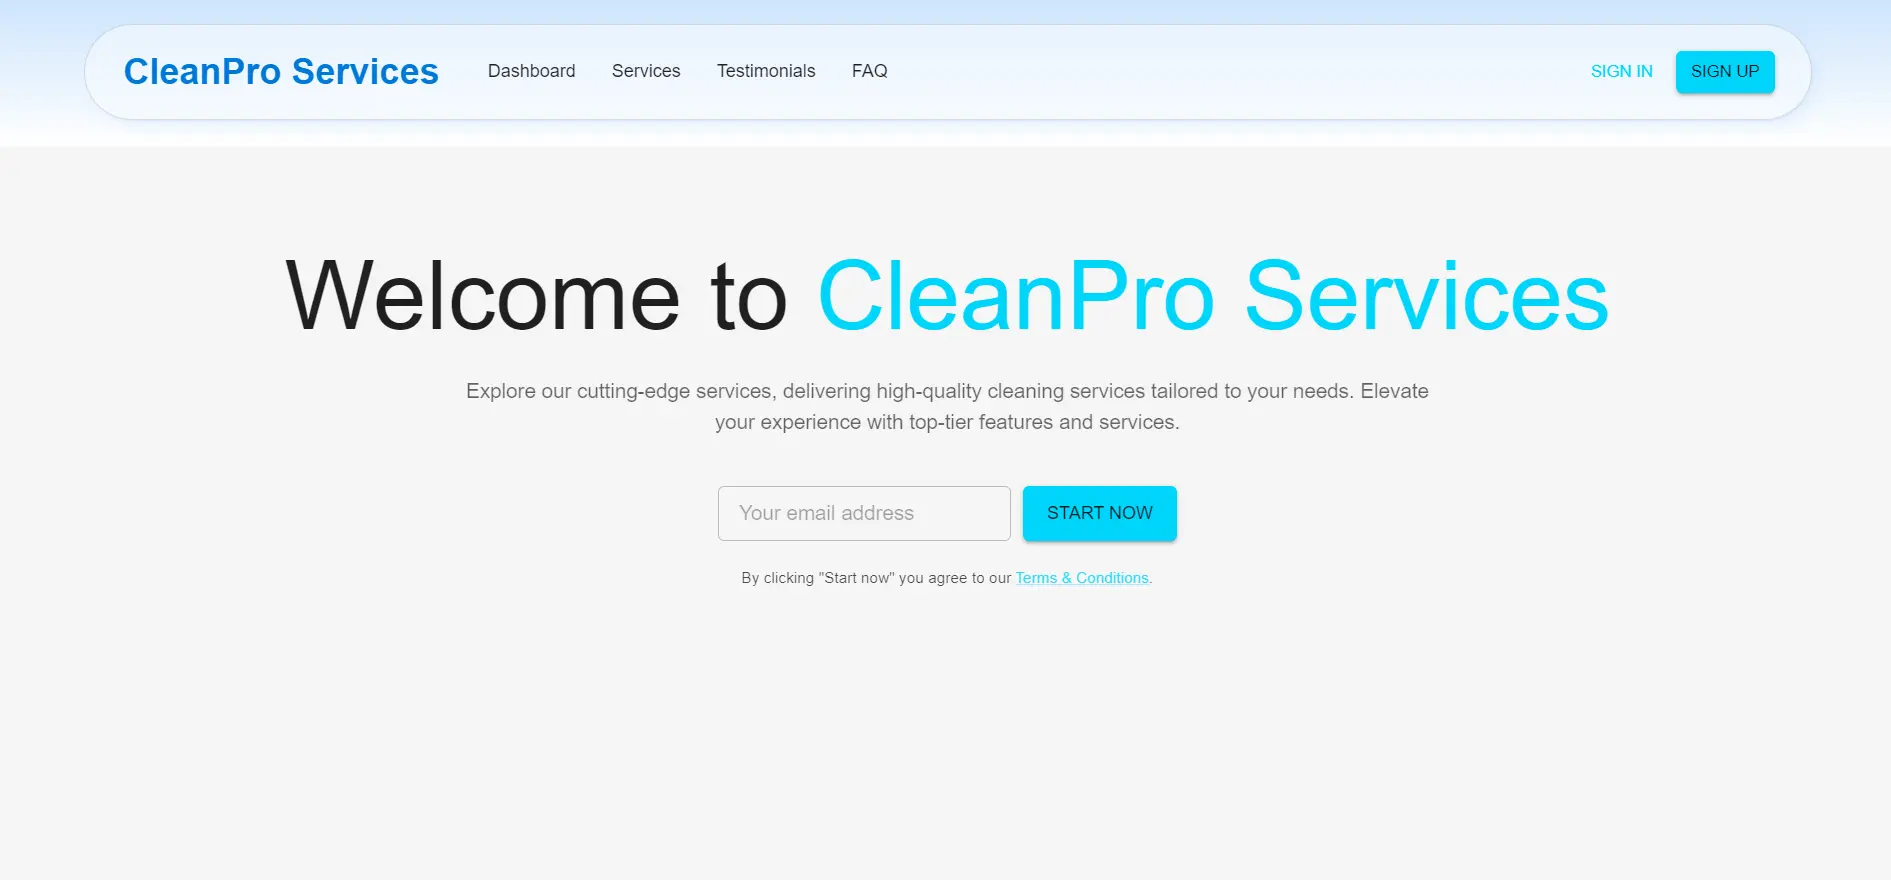 CleanPro Services Dashboard Services Testimonials FAQ SIGN IN SIGN UP
Welcome to CleanPro Services
Explore our cutting-edge services, delivering high-quality cleaning services tailored to your needs. Elevate
your experience with top-tier features and services.
Your email address START NOW
By clicking "Start now" you agree to our Terms & Conditions.